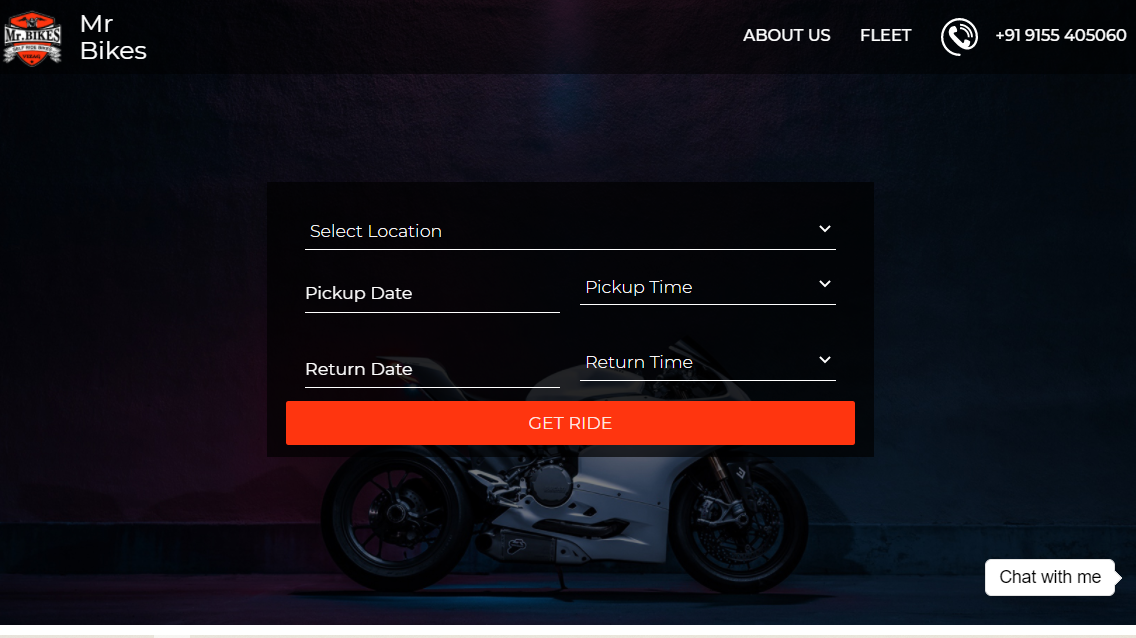 Mr.BIKES
SELF RIDE BIKES
VIZAG
Mr
Bikes
ABOUT US
FLEET
+91 9155 405060
Select Location
Pickup Date
Pickup Time
Return Date
Return Time
GET RIDE
Chat with me